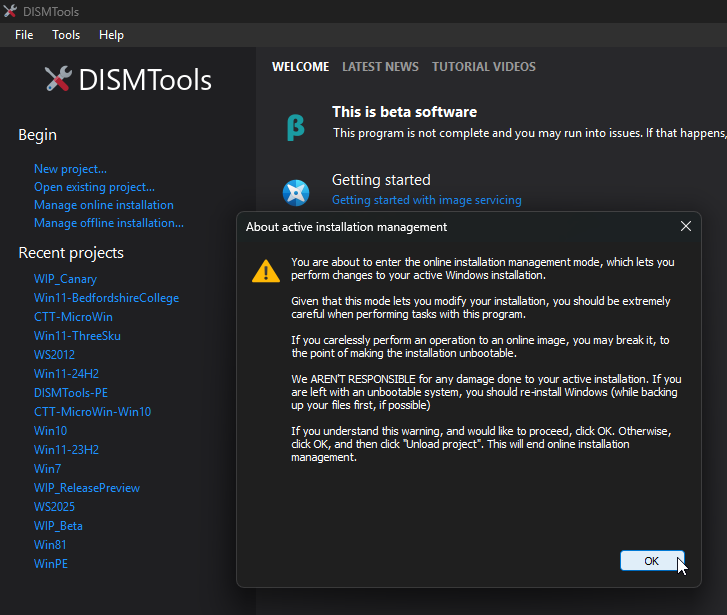 DISMTools
File Tools Help
DISMTools
Begin
New project...
Open existing project...
Manage online installation
Manage offline installation...
Recent projects
WIP_Canary
Win11-BedfordshireCollege
CTT-MicroWin
Win11-ThreeSku
WS2012
Win11-24H2
DISMTools-PE
CTT-MicroWin-Win10
Win10
Win11-23H2
Win7
WIP_ReleasePreview
WS2025
WIP_Beta
Win81
WinPE
WELCOME LATEST NEWS TUTORIAL VIDEOS
β
This is beta software
This program is not complete and you may run into issues. If that happens,
Getting started
Getting started with image servicing
About active installation management
You are about to enter the online installation management mode, which lets you
perform changes to your active Windows installation.
Given that this mode lets you modify your installation, you should be extremely
careful when performing tasks with this program.
If you carelessly perform an operation to an online image, you may break it, to
the point of making the installation unbootable.
We AREN'T RESPONSIBLE for any damage done to your active installation. If you
are left with an unbootable system, you should re-install Windows (while backing
up your files first, if possible)
If you understand this warning, and would like to proceed, click OK. Otherwise,
click OK, and then click "Unload project". This will end online installation
management.
OK